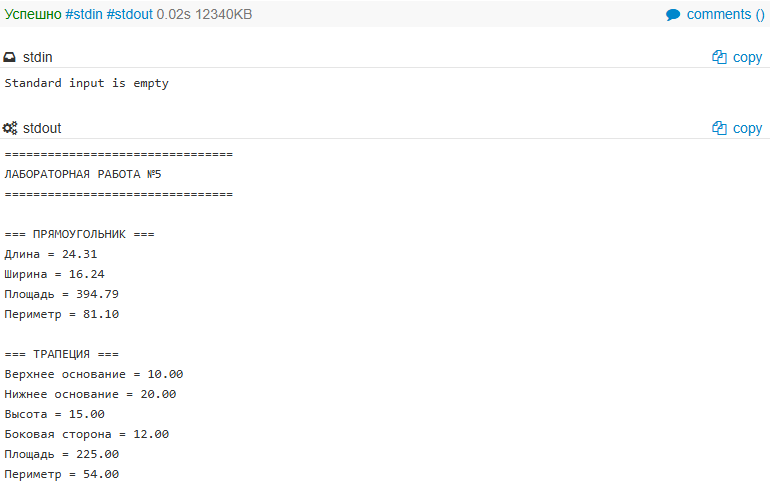 Успешно #stdin #stdout 0.02s 12340KB comments ()
stdin copy
Standard input is empty
stdout copy
================================
ЛАБОРАТОРНАЯ РАБОТА №5
================================
=== ПРЯМОУГОЛЬНИК ===
Длина = 24.31
Ширина = 16.24
Площадь = 394.79
Периметр = 81.10
=== ТРАПЕЦИЯ ===
Верхнее основание = 10.00
Нижнее основание = 20.00
Высота = 15.00
Боковая сторона = 12.00
Площадь = 225.00
Периметр = 54.00